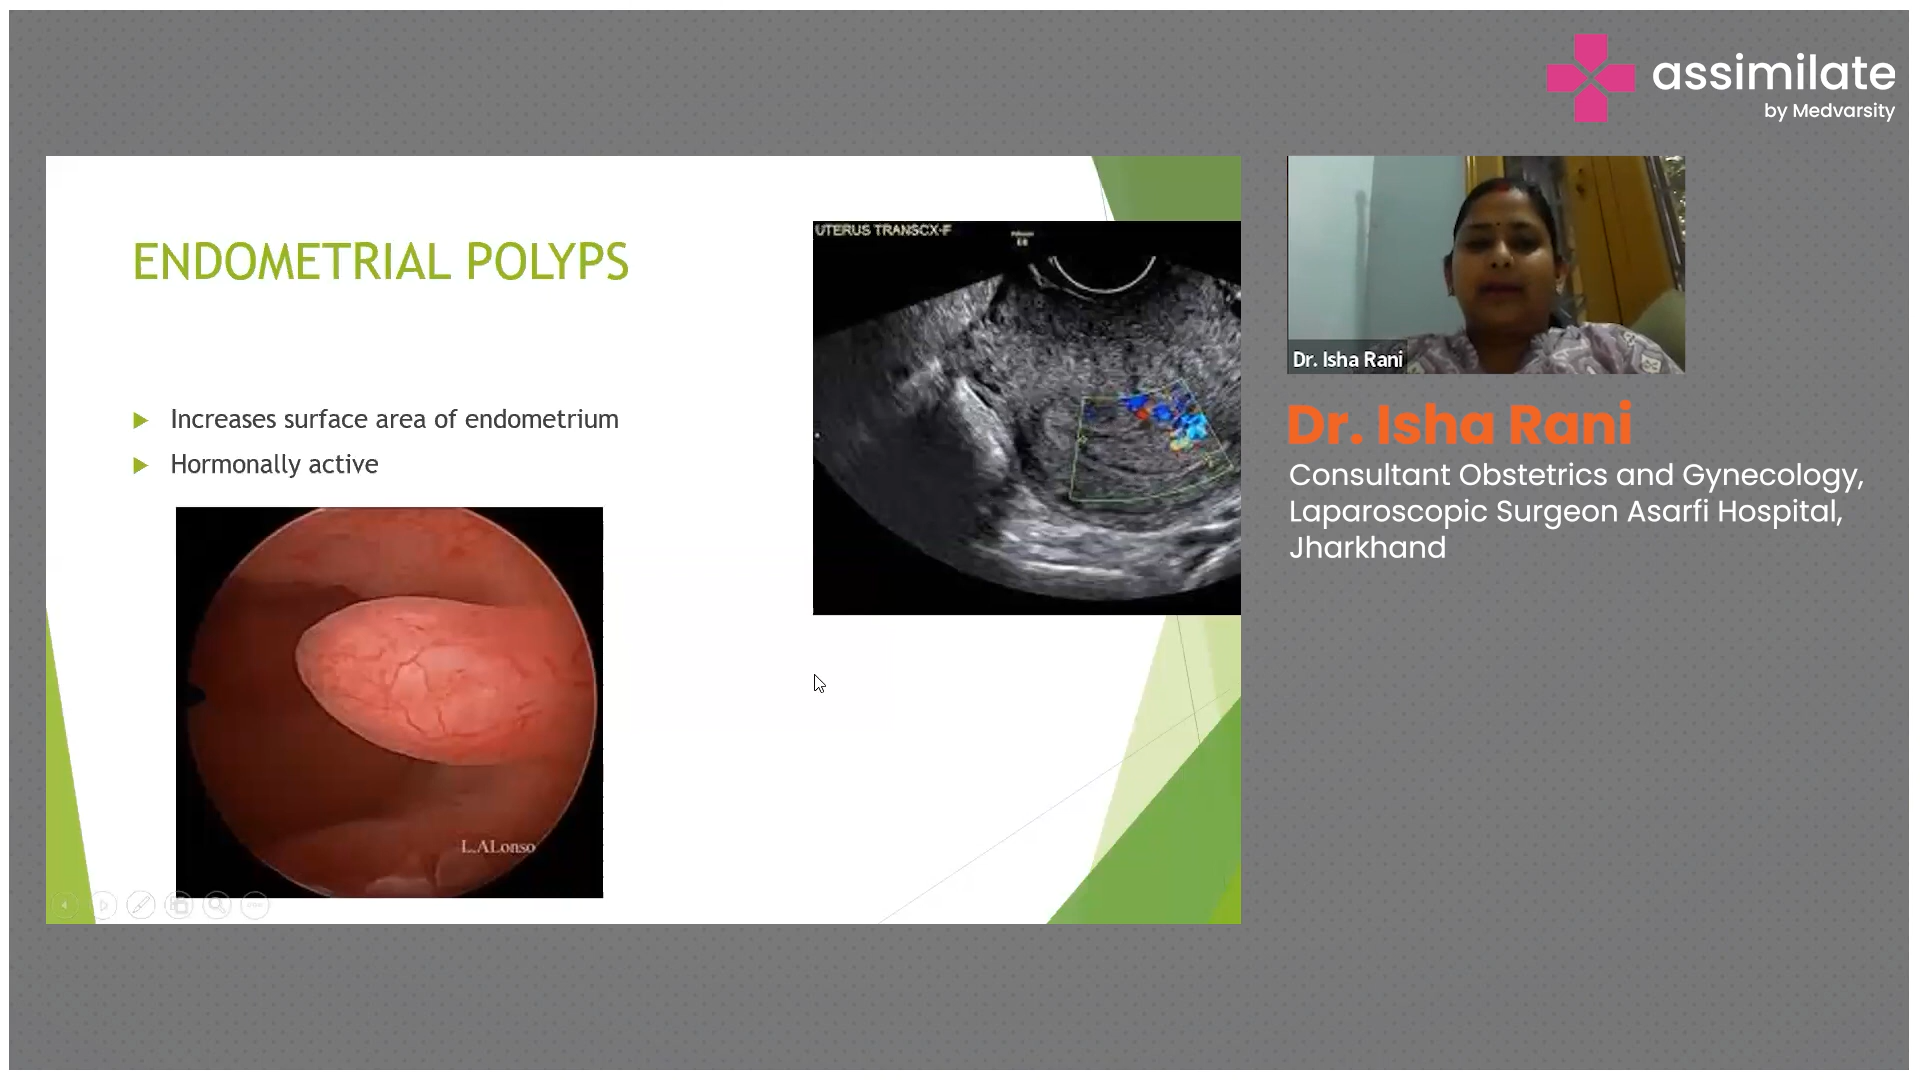 assimilate
by Medvarsity
ENDOMETRIAL POLYPS
Increases surface area of endometrium
Hormonally active
UTERUS TRANSCX-F
L.ALonso
Dr. Isha Rani
Dr. Isha Rani
Consultant Obstetrics and Gynecology,
Laparoscopic Surgeon Asarfi Hospital,
Jharkhand